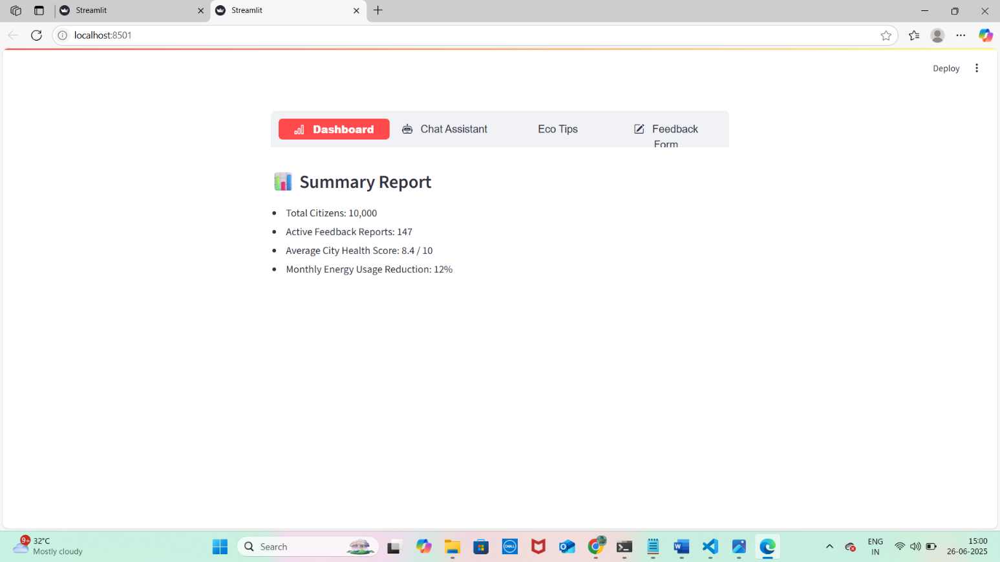 Streamlit
Streamlit
localhost:8501
Deploy
Dashboard
Chat Assistant
Eco Tips
Feedback
Form
Summary Report
Total Citizens: 10,000
Active Feedback Reports: 147
Average City Health Score: 8.4 / 10
Monthly Energy Usage Reduction: 12%
9+
32°C
Mostly cloudy
Search
DELL
ENG
IN
15:00
26-06-2025